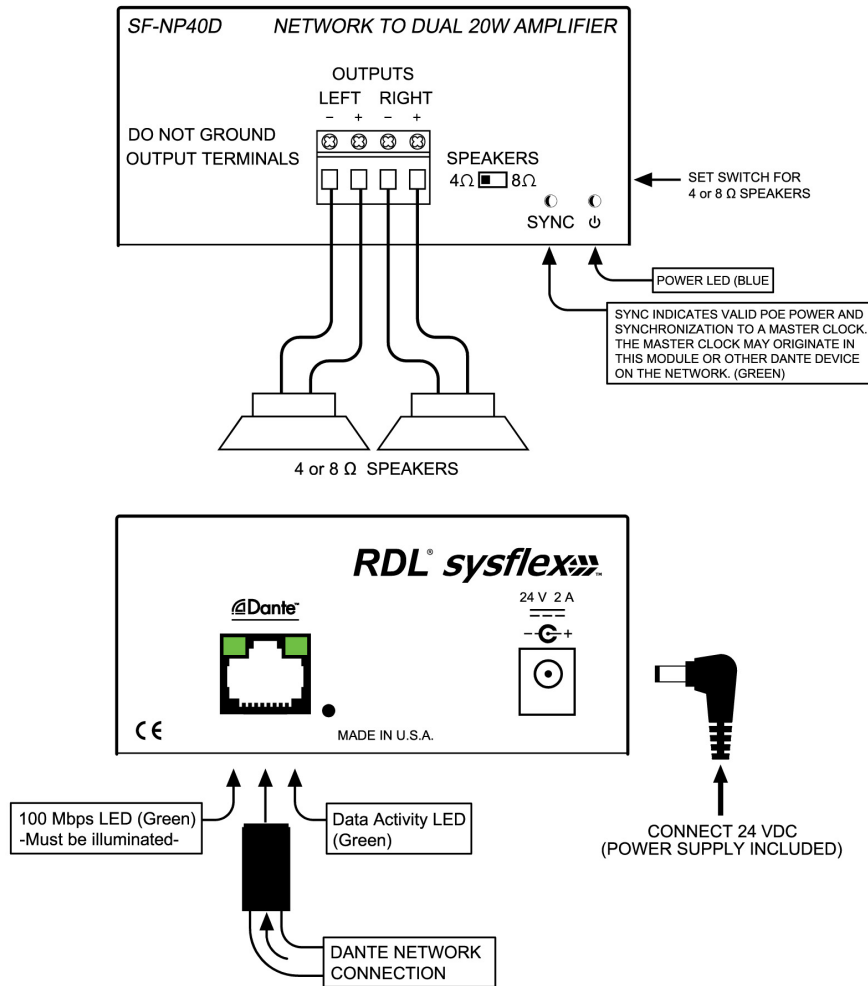 SF-NP40D NETWORK TO DUAL 20W AMPLIFIER
OUTPUTS
LEFT RIGHT
- + - +
DO NOT GROUND
OUTPUT TERMINALS
SPEAKERS
4Ω 8Ω
SYNC
SET SWITCH FOR
4 or 8 Ω SPEAKERS
POWER LED (BLUE
SYNC INDICATES VALID POE POWER AND
SYNCHRONIZATION TO A MASTER CLOCK.
THE MASTER CLOCK MAY ORIGINATE IN
THIS MODULE OR OTHER DANTE DEVICE
ON THE NETWORK. (GREEN)
4 or 8 Ω SPEAKERS
RDL® sysflex™
Dante™
24 V 2 A
- +
CE
MADE IN U.S.A.
100 Mbps LED (Green)
-Must be illuminated-
Data Activity LED
(Green)
CONNECT 24 VDC
(POWER SUPPLY INCLUDED)
DANTE NETWORK
CONNECTION